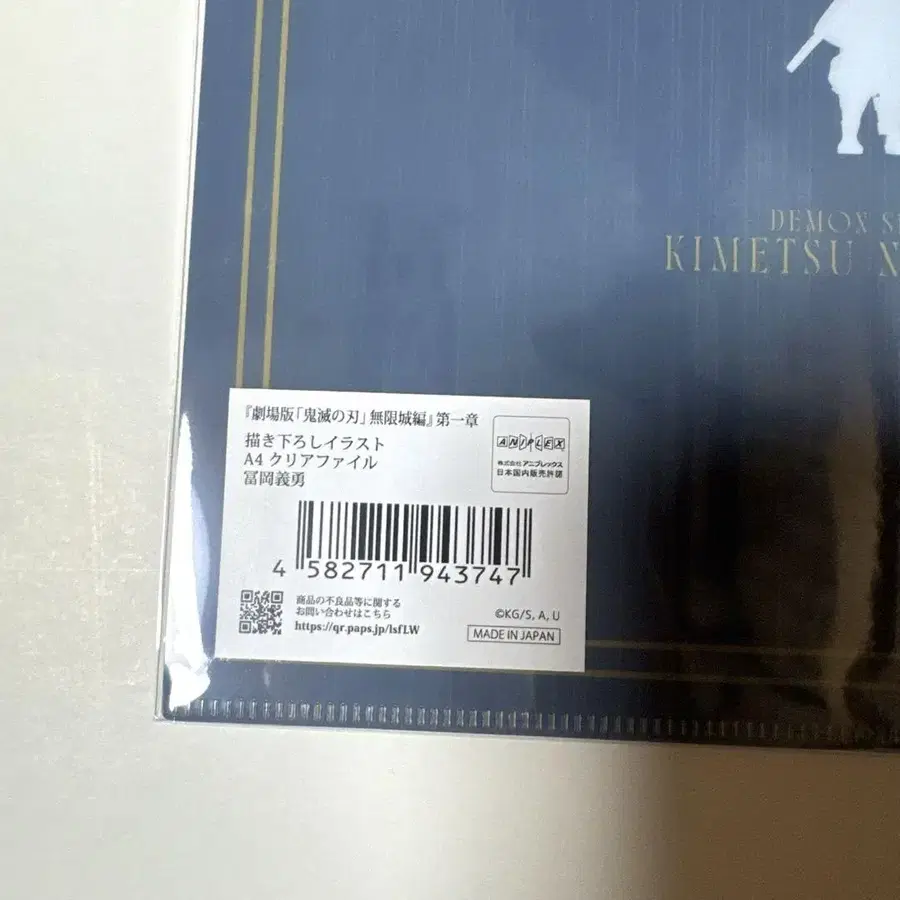 DEMON S
KIMETSU N
『劇場版「鬼滅の刃」無限城編』第一章
描き下ろしイラスト
A4 クリアファイル
冨岡義勇
ANIPLEX
株式会社アニプレックス
日本国内販売許諾
4 582711 943747
商品の不良品等に関する
お問い合わせはこちら
https://qr.paps.jp/lsfLW
©KG/S, A, U
MADE IN JAPAN